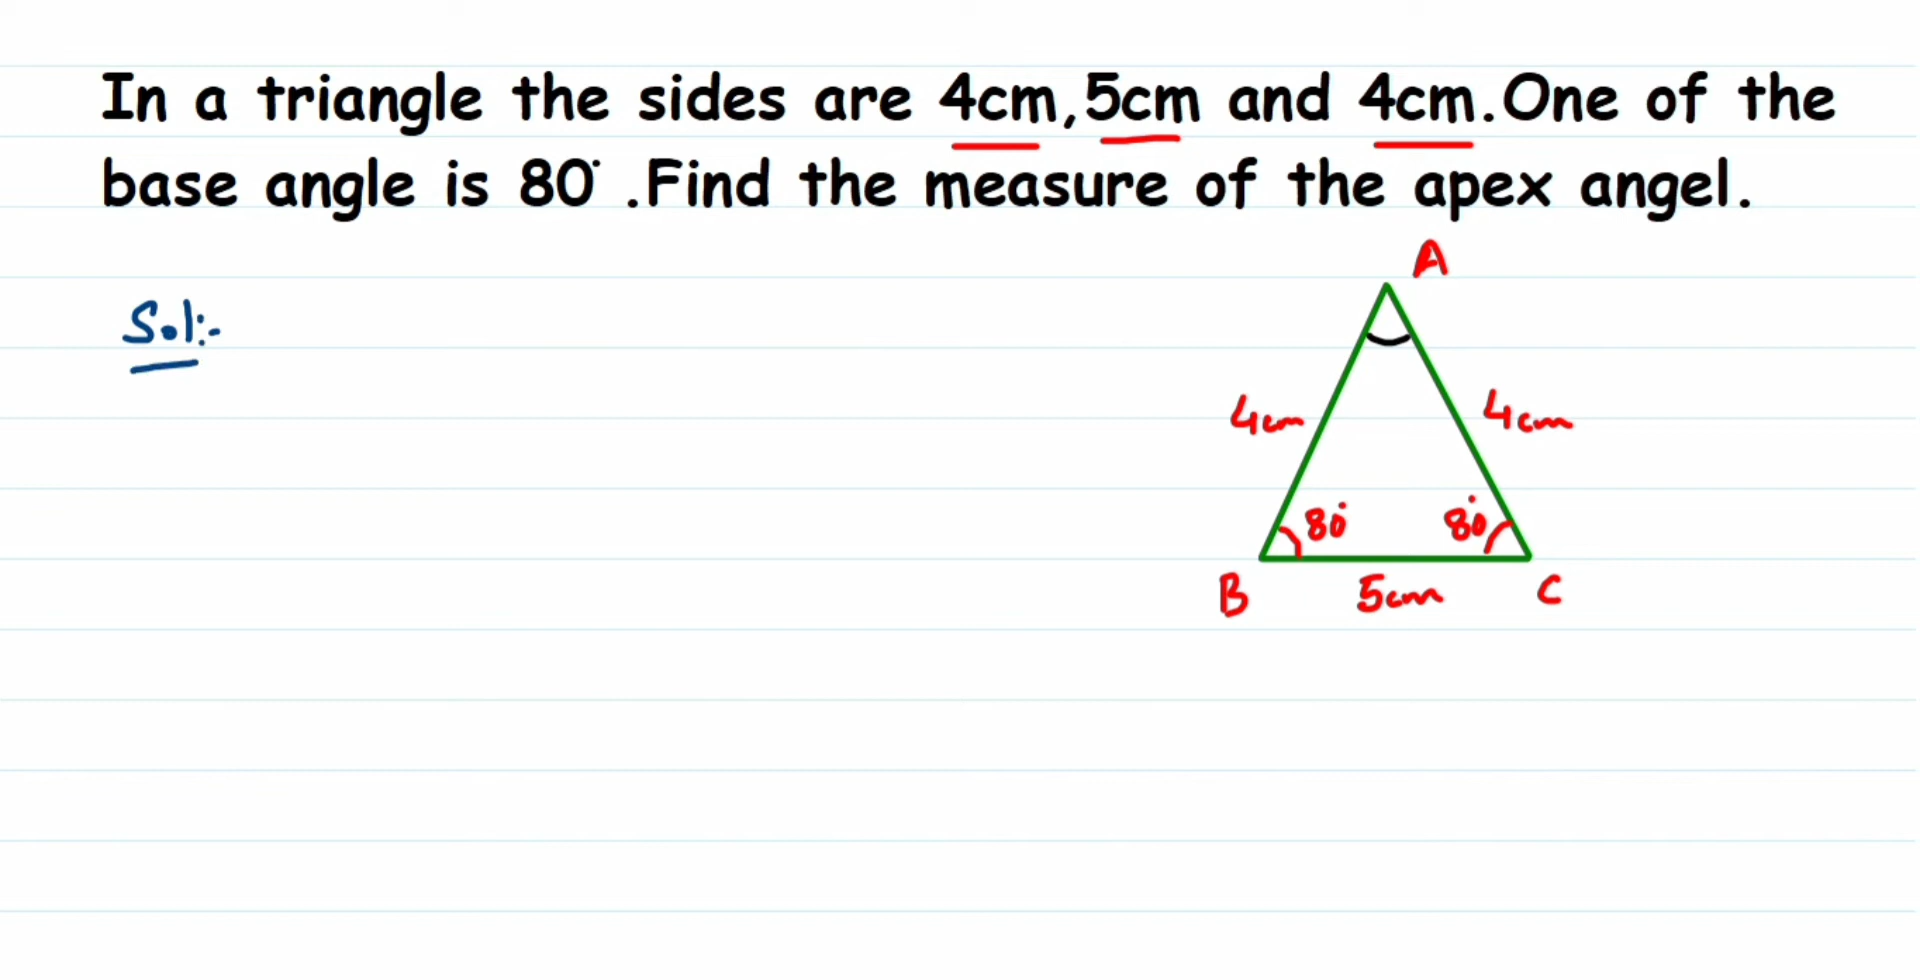 In a triangle the sides are 4cm,5cm and 4cm.One of the
base angle is 80° .Find the measure of the apex angel.
Sol:-
A
4cm 4cm
80° 80°
B 5cm C